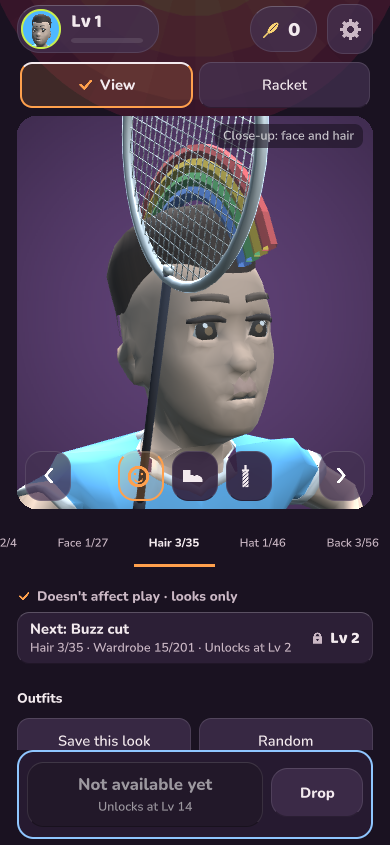 Lv 1
0
View
Racket
Close-up: face and hair
2/4
Face 1/27
Hair 3/35
Hat 1/46
Back 3/56
Doesn't affect play · looks only
Next: Buzz cut
Hair 3/35 · Wardrobe 15/201 · Unlocks at Lv 2
Lv 2
Outfits
Save this look
Random
Not available yet
Unlocks at Lv 14
Drop